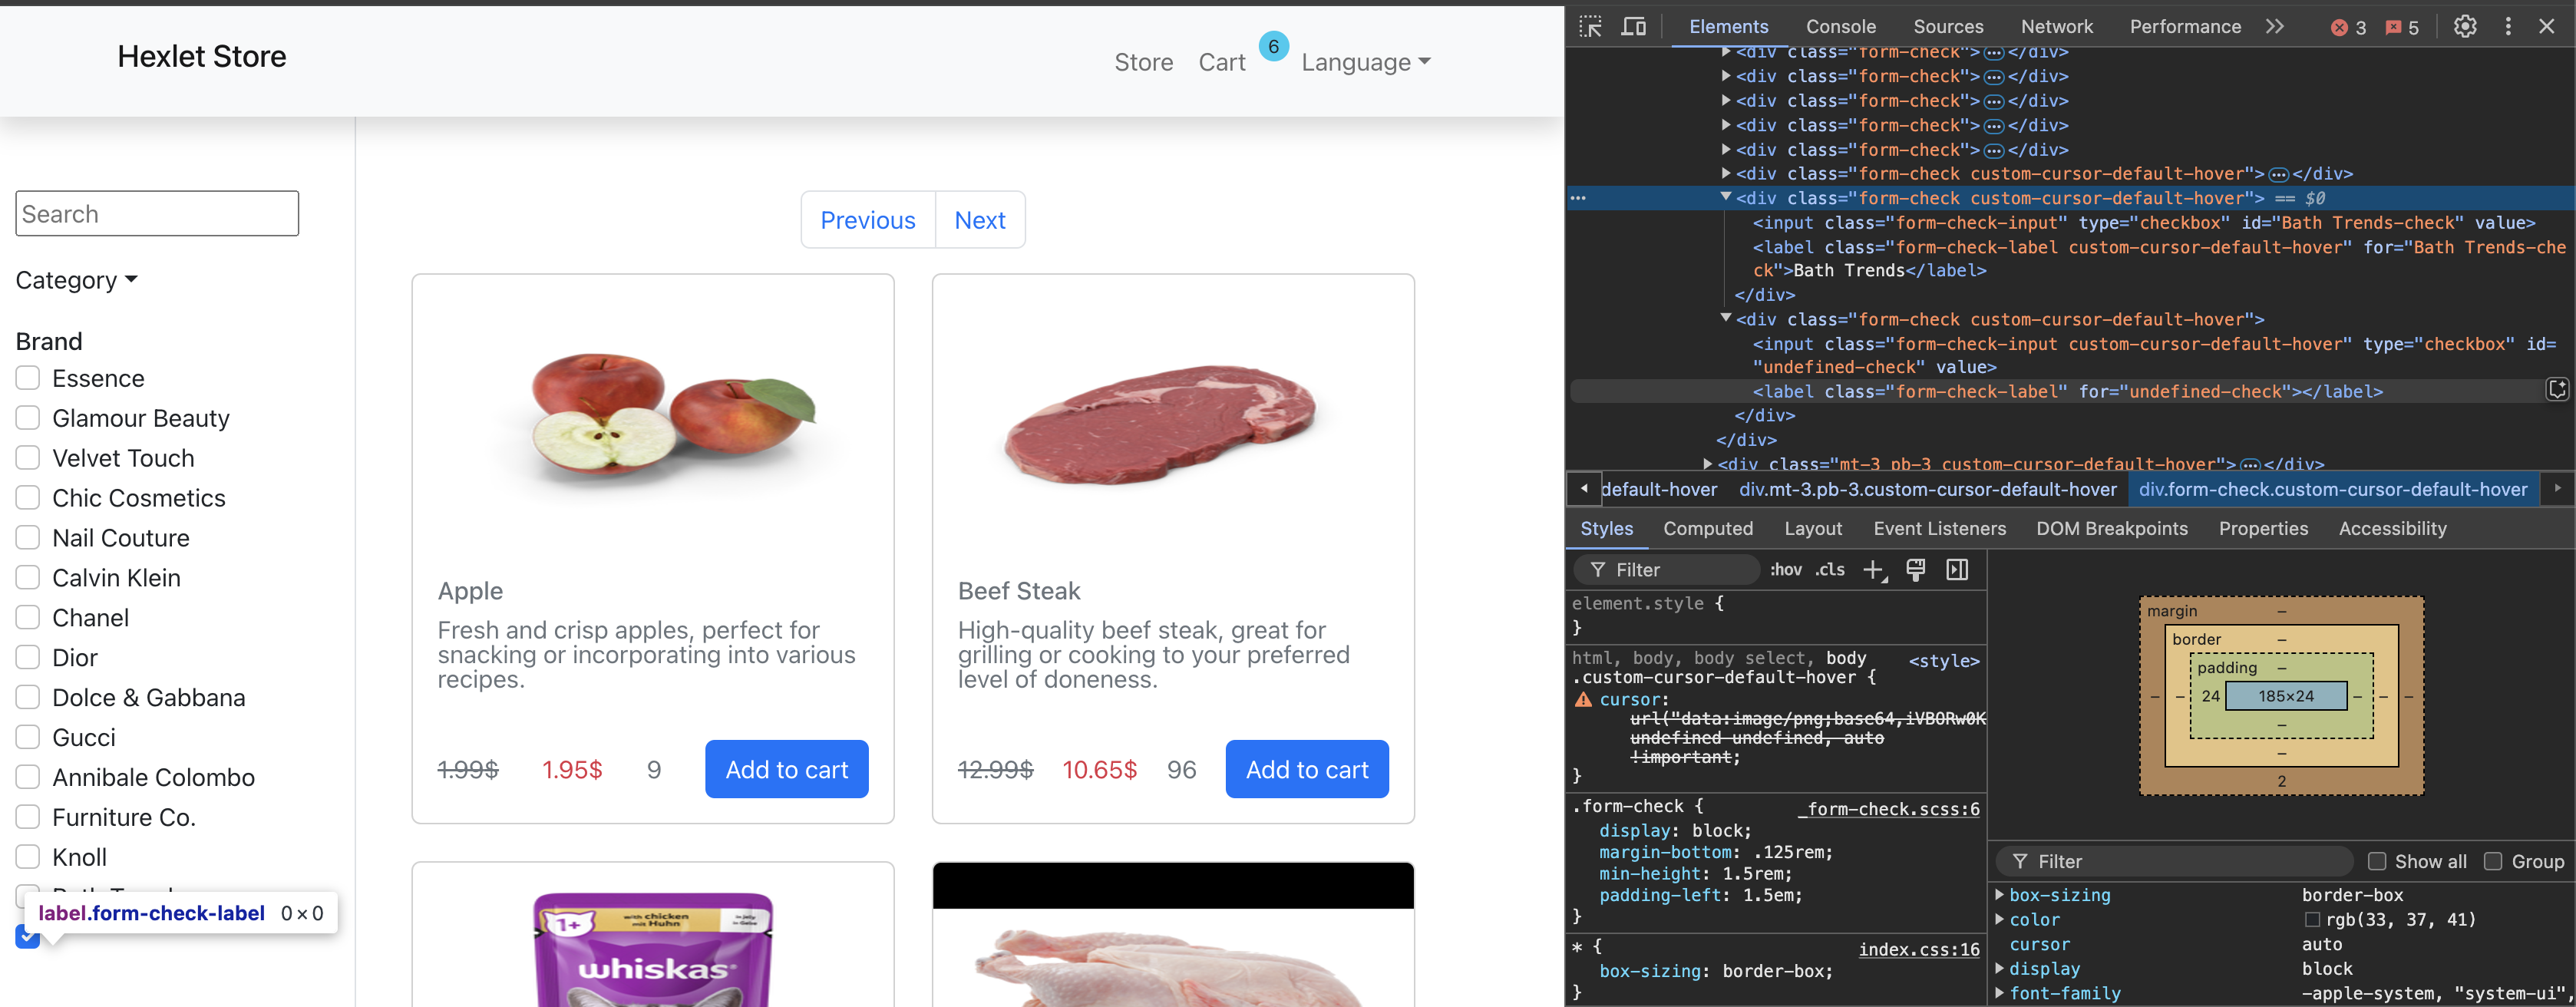 Hexlet Store
Store
Cart
6
Language
Search
Category
Brand
Essence
Glamour Beauty
Velvet Touch
Chic Cosmetics
Nail Couture
Calvin Klein
Chanel
Dior
Dolce & Gabbana
Gucci
Annibale Colombo
Furniture Co.
Knoll
label.form-check-label 0×0
Previous
Next
Apple
Fresh and crisp apples, perfect for
snacking or incorporating into various
recipes.
1.99$ 1.95$ 9 Add to cart
Beef Steak
High-quality beef steak, great for
grilling or cooking to your preferred
level of doneness.
12.99$ 10.65$ 96 Add to cart
1+
with chicken
mit Huhn
whiskas
Elements Console Sources Network Performance 3 5
<div class="form-check">…</div>
<div class="form-check">…</div>
<div class="form-check">…</div>
<div class="form-check">…</div>
<div class="form-check">…</div>
<div class="form-check custom-cursor-default-hover">…</div>
<div class="form-check custom-cursor-default-hover"> == $0
<input class="form-check-input" type="checkbox" id="Bath Trends-check" value>
<label class="form-check-label custom-cursor-default-hover" for="Bath Trends-che
ck">Bath Trends</label>
</div>
<div class="form-check custom-cursor-default-hover">
<input class="form-check-input custom-cursor-default-hover" type="checkbox" id=
"undefined-check" value>
<label class="form-check-label" for="undefined-check"></label>
</div>
</div>
<div class="mt-3 pb-3 custom-cursor-default-hover">…</div>
default-hover div.mt-3.pb-3.custom-cursor-default-hover div.form-check.custom-cursor-default-hover
Styles Computed Layout Event Listeners DOM Breakpoints Properties Accessibility
Filter :hov .cls
element.style {
}
html, body, body select, body <style>
.custom-cursor-default-hover {
cursor:
url("data:image/png;base64,iVBORw0K
undefined undefined, auto
!important;
}
.form-check { _form-check.scss:6
display: block;
margin-bottom: .125rem;
min-height: 1.5rem;
padding-left: 1.5em;
}
* { index.css:16
box-sizing: border-box;
}
margin –
border –
padding –
– – 24 185×24 – – –
–
–
2
Filter Show all Group
box-sizing border-box
color rgb(33, 37, 41)
cursor auto
display block
font-family -apple-system, "system-ui",